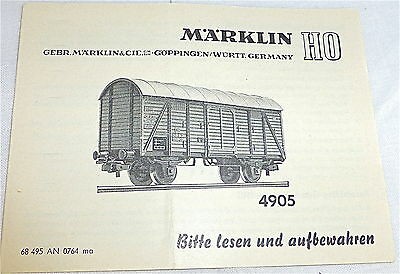 MÄRKLIN HO
GEBR. MÄRKLIN & CIE. GÖPPINGEN/WÜRTT. GERMANY
4905
Bitte lesen und aufbewahren
68 495 AN 0764 ma